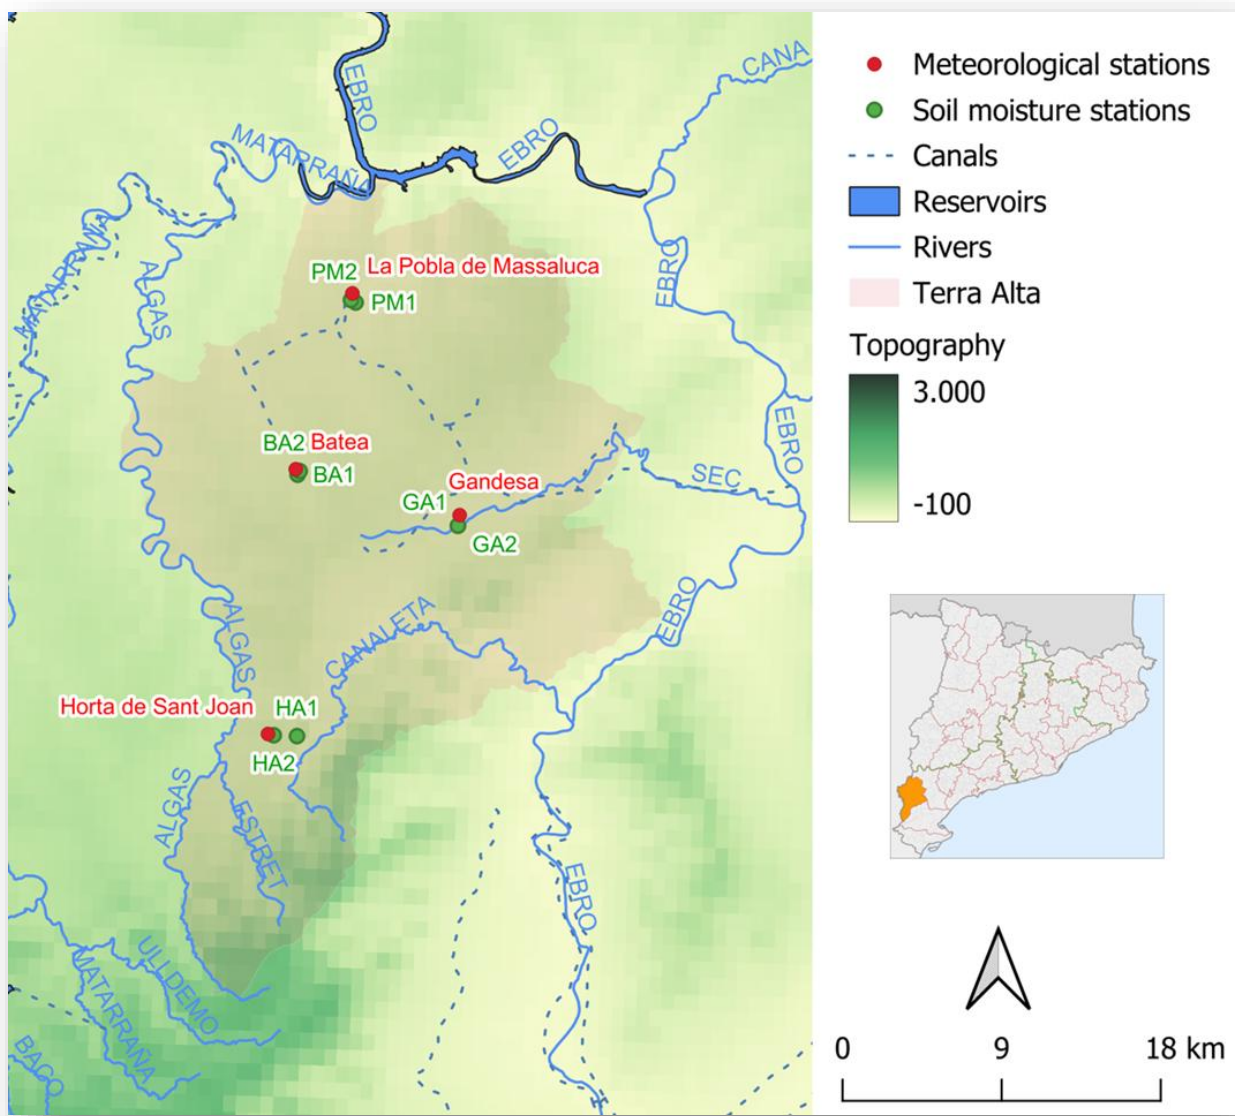 CANA
EBRO
EBRO
MATARRAÑA
MATARRAÑA
ALGAS
EBRO
PM2
La Pobla de Massaluca
PM1
EBRO
BA2
Batea
BA1
Gandesa
SEC
GA1
GA2
ALGAS
CANALETA
EBRO
Horta de Sant Joan
HA1
HA2
ALGAS
ESTRET
EBRO
ULLDEMO
MATARRAÑA
Meteorological stations
Soil moisture stations
Canals
Reservoirs
Rivers
Terra Alta
Topography
3.000
-100
0
9
18 km